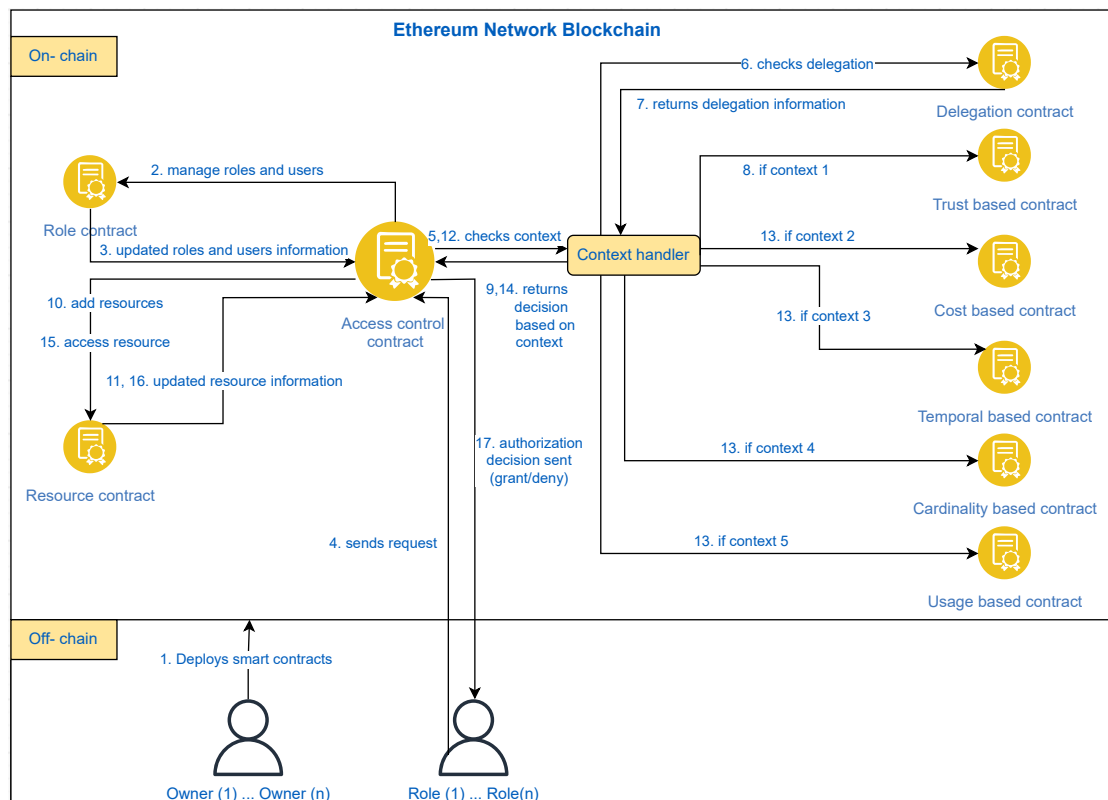 Ethereum Network Blockchain
On- chain
6. checks delegation
7. returns delegation information
Delegation contract
2. manage roles and users
8. if context 1
Role contract
Trust based contract
3. updated roles and users information
5,12. checks context
13. if context 2
Context handler
10. add resources
9,14. returns
decision
based on
context
Access control
contract
Cost based contract
13. if context 3
15. access resource
11, 16. updated resource information
Temporal based contract
17. authorization
decision sent
(grant/deny)
13. if context 4
Resource contract
Cardinality based contract
4. sends request
13. if context 5
Usage based contract
Off- chain
1. Deploys smart contracts
Owner (1) ... Owner (n)
Role (1) ... Role(n)